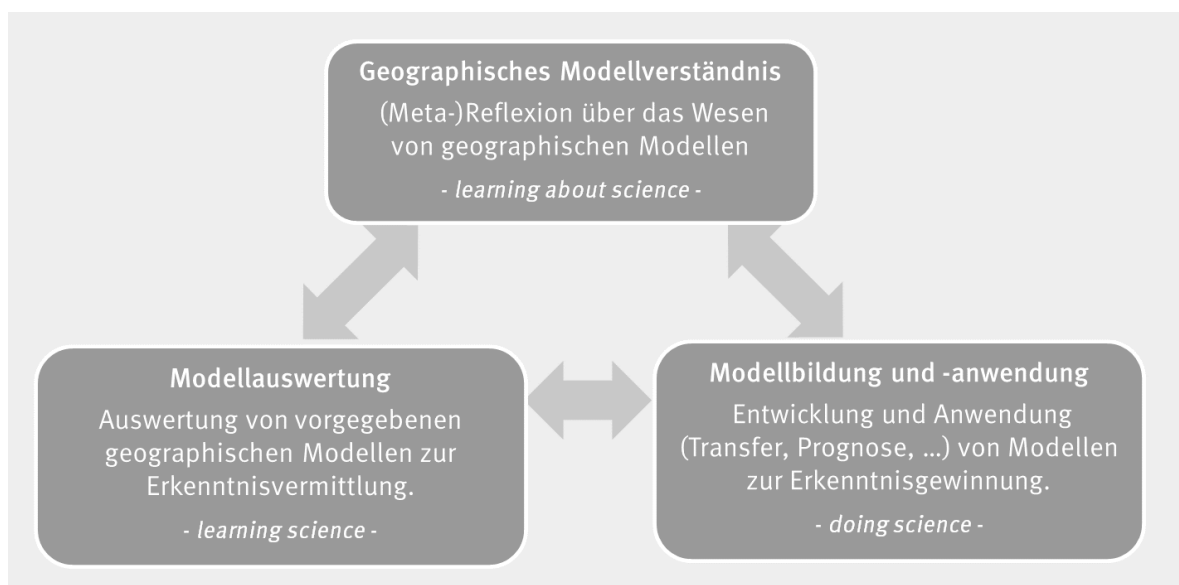 Geographisches Modellverständnis
(Meta-)Reflexion über das Wesen
von geographischen Modellen
- learning about science -
Modellauswertung
Auswertung von vorgegebenen
geographischen Modellen zur
Erkenntnisvermittlung.
- learning science -
Modellbildung und -anwendung
Entwicklung und Anwendung
(Transfer, Prognose, ...) von Modellen
zur Erkenntnisgewinnung.
- doing science -